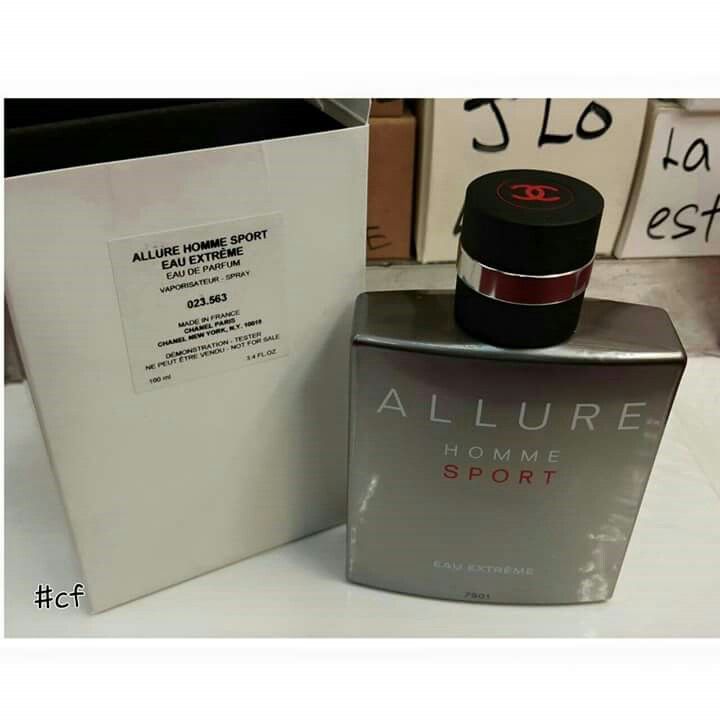 J LO
La
est
ALLURE HOMME SPORT
EAU EXTRÊME
EAU DE PARFUM
VAPORISATEUR - SPRAY
023.563
MADE IN FRANCE
CHANEL PARIS
CHANEL NEW YORK, N.Y. 10019
DÉMONSTRATION - TESTER
NE PEUT ÊTRE VENDU - NOT FOR SALE
100 ml 3.4 FL.OZ
ALLURE
HOMME
SPORT
EAU EXTRÊME
7901
#cf